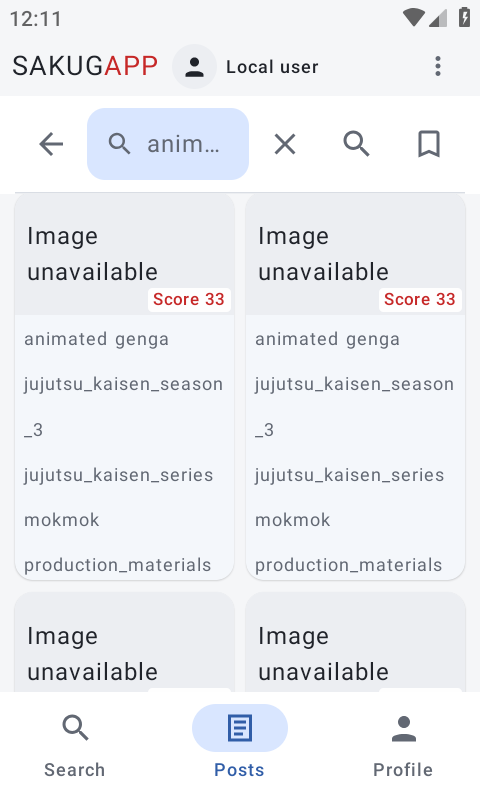 12:11
SAKUGAPP Local user
anim...
Image unavailable
Score 33
animated genga
jujutsu_kaisen_season
_3
jujutsu_kaisen_series
mokmok
production_materials
Image unavailable
Score 33
animated genga
jujutsu_kaisen_season
_3
jujutsu_kaisen_series
mokmok
production_materials
Image unavailable
Image unavailable
Search
Posts
Profile